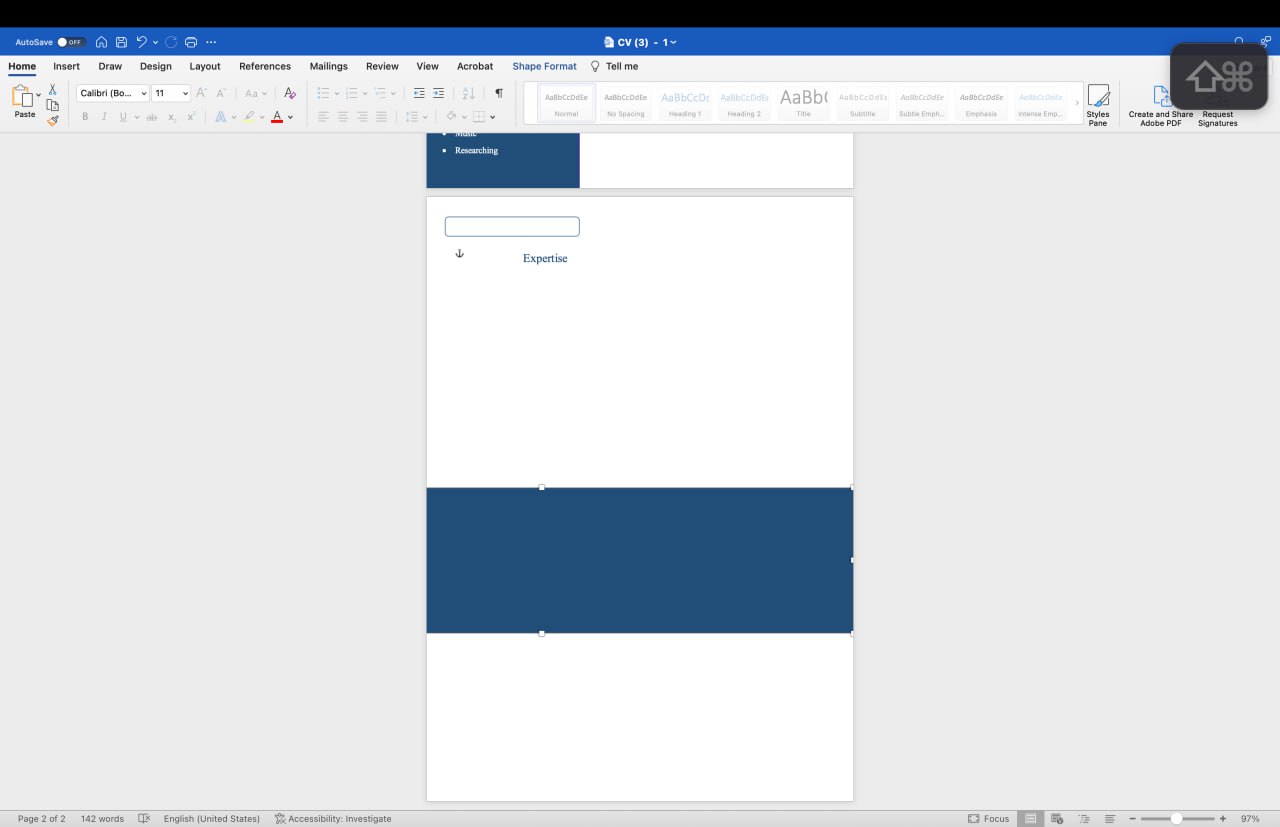 AutoSave OFF CV (3) - 1
Home Insert Draw Design Layout References Mailings Review View Acrobat Shape Format Tell me
Paste Calibri (Bo... 11 Aa
AaBbCcDdEe AaBbCcDdEe AaBbCcDc AaBbCcDdEe AaBb( AaBbCcDdEe AaBbCcDdEe AaBbCcDdEe AaBbCcDdEe
Normal No Spacing Heading 1 Heading 2 Title Subtitle Subtle Emph... Emphasis Intense Emp... Styles Pane Create and Share Adobe PDF Request Signatures
Music
Researching
Expertise
Page 2 of 2 142 words English (United States) Accessibility: Investigate Focus 97%